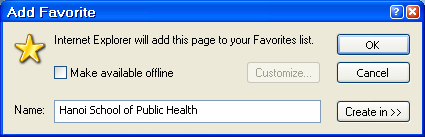 Add Favorite
Internet Explorer will add this page to your Favorites list.
OK
Make available offline
Customize...
Cancel
Name:
Hanoi School of Public Health
Create in >>